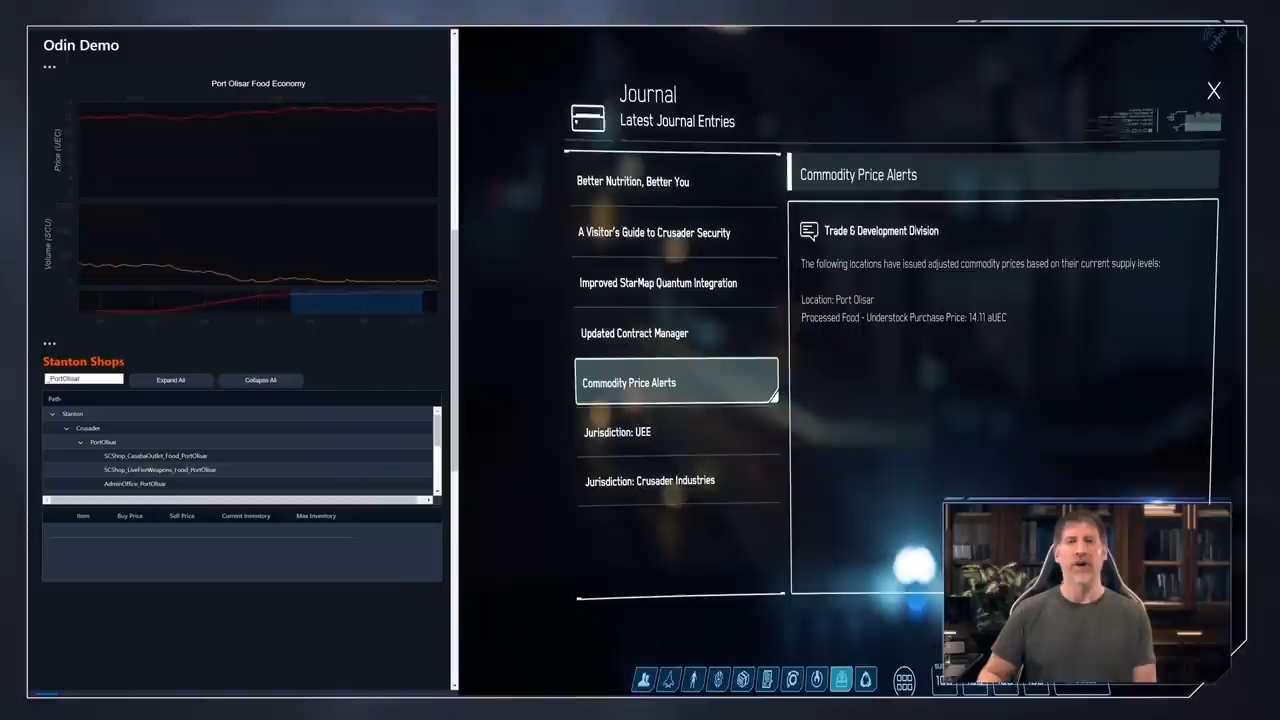 Odin Demo
Port Olisar Food Economy
Price (UEC)
Volume (SCU)
Stanton Shops
_PortOlisar
Expand All
Collapse All
Path
Stanton
Crusader
PortOlisar
SCShop_CasabaOutlet_Food_PortOlisar
SCShop_LiveFireWeapons_Food_PortOlisar
AdminOffice_PortOlisar
Item
Buy Price
Sell Price
Current Inventory
Max Inventory
Journal
Latest Journal Entries
X
Better Nutrition, Better You
A Visitor's Guide to Crusader Security
Improved StarMap Quantum Integration
Updated Contract Manager
Commodity Price Alerts
Jurisdiction: UEE
Jurisdiction: Crusader Industries
Commodity Price Alerts
Trade & Development Division
The following locations have issued adjusted commodity prices based on their current supply levels:
Location: Port Olisar
Processed Food - Understock Purchase Price: 14.11 aUEC